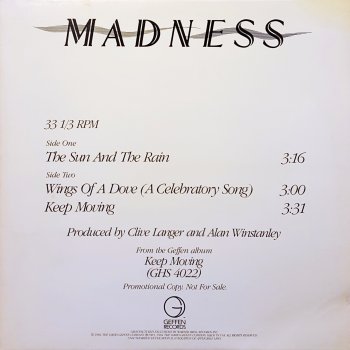 MADNESS
33 1/3 RPM
Side One
The Sun And The Rain 3:16
Side Two
Wings Of A Dove (A Celebratory Song) 3:00
Keep Moving 3:31
Produced by Clive Langer and Alan Winstanley
From the Geffen album
Keep Moving
(GHS 4022)
Promotional Copy. Not For Sale.
G
GEFFEN
RECORDS